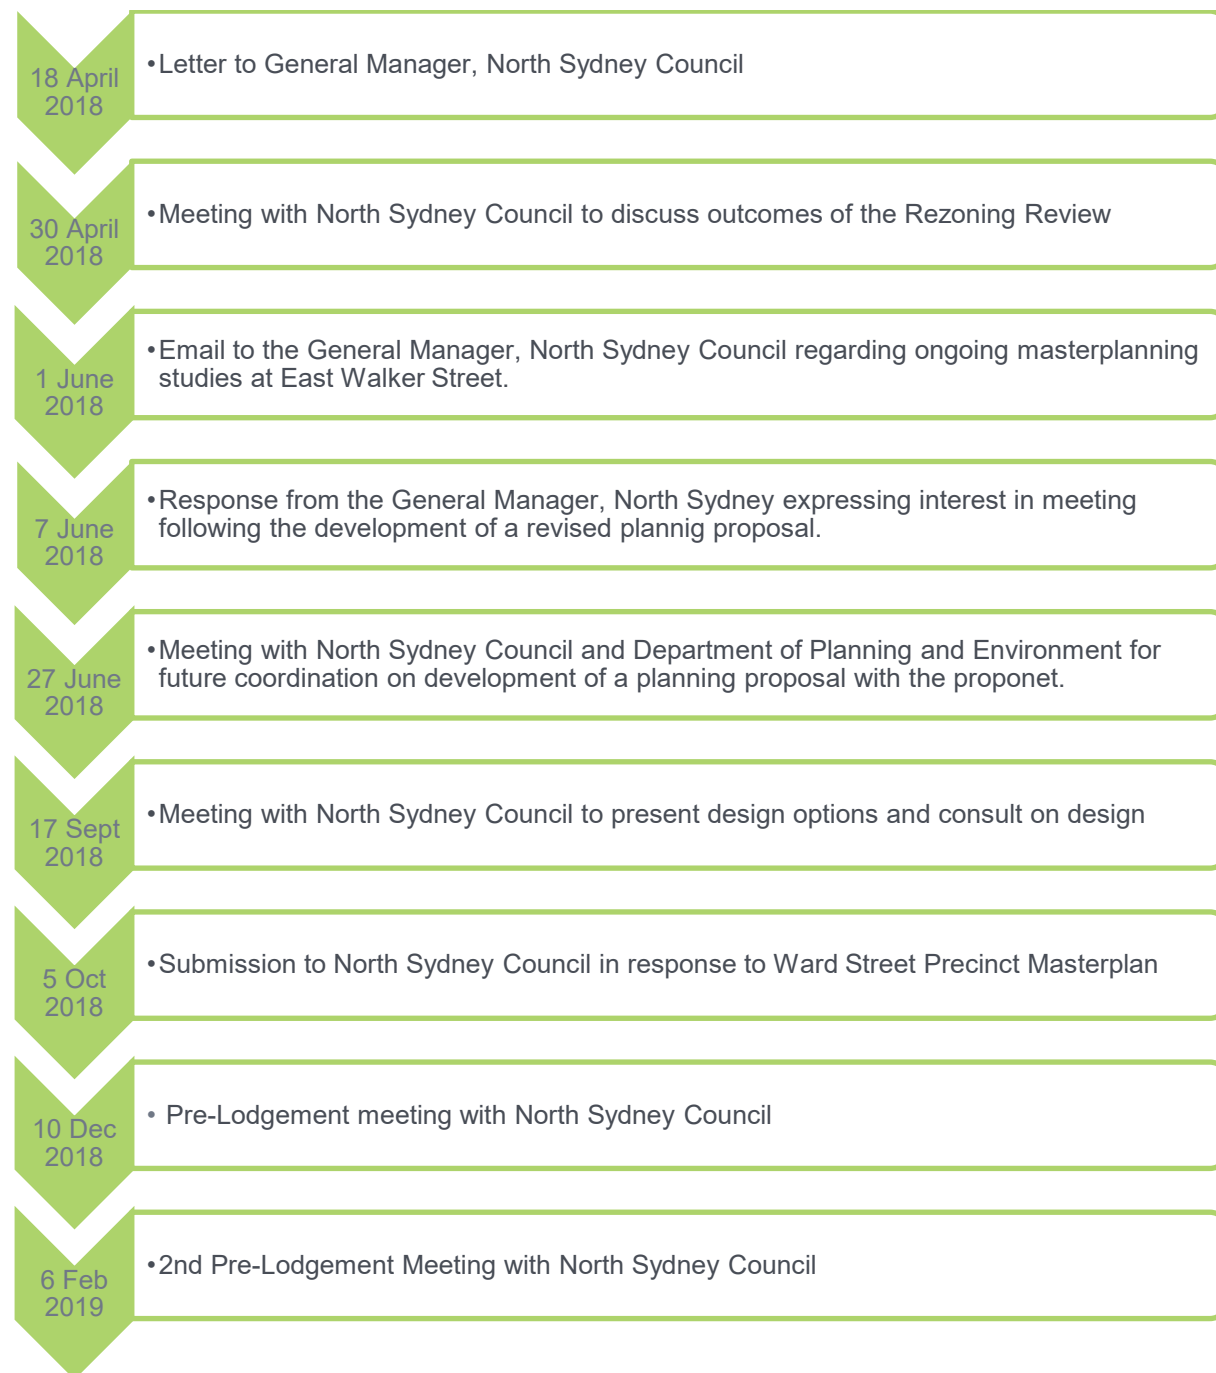 18 April
2018
•Letter to General Manager, North Sydney Council
30 April
2018
•Meeting with North Sydney Council to discuss outcomes of the Rezoning Review
1 June
2018
•Email to the General Manager, North Sydney Council regarding ongoing masterplanning
studies at East Walker Street.
7 June
2018
•Response from the General Manager, North Sydney expressing interest in meeting
following the development of a revised plannig proposal.
27 June
2018
•Meeting with North Sydney Council and Department of Planning and Environment for
future coordination on development of a planning proposal with the proponet.
17 Sept
2018
•Meeting with North Sydney Council to present design options and consult on design
5 Oct
2018
•Submission to North Sydney Council in response to Ward Street Precinct Masterplan
10 Dec
2018
• Pre-Lodgement meeting with North Sydney Council
6 Feb
2019
•2nd Pre-Lodgement Meeting with North Sydney Council